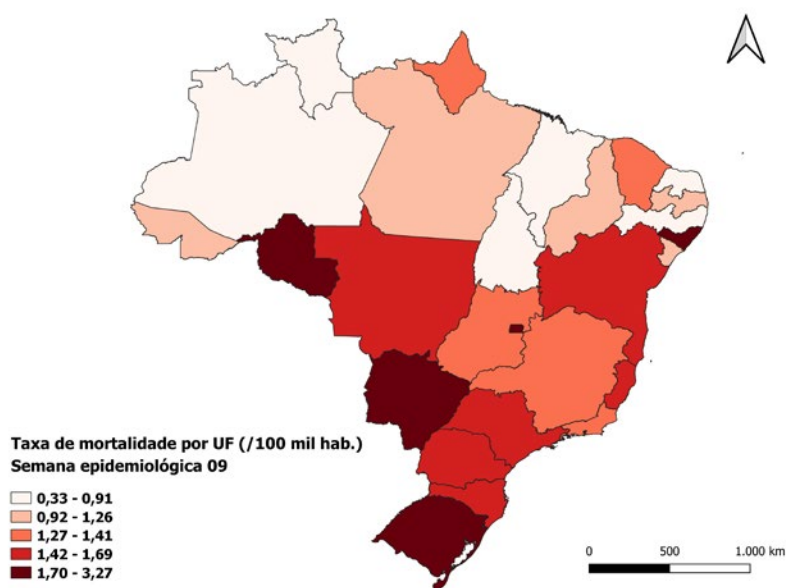 Taxa de mortalidade por UF (/100 mil hab.)
Semana epidemiológica 09
0,33 - 0,91
0,92 - 1,26
1,27 - 1,41
1,42 - 1,69
1,70 - 3,27
0 500 1.000 km